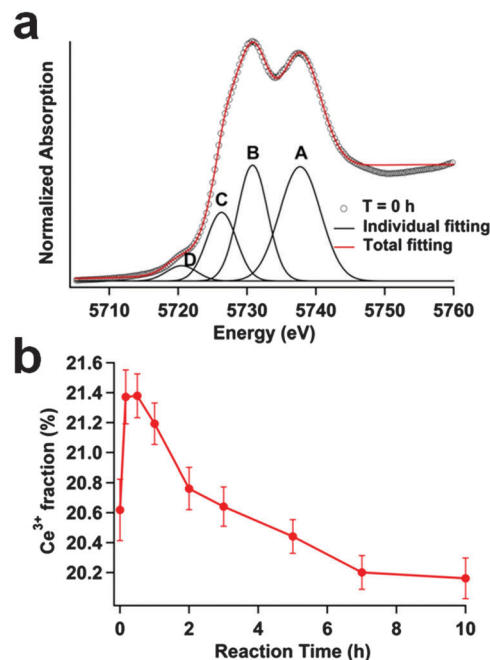 a
Normalized Absorption
A
B
C
D
T = 0 h
Individual fitting
Total fitting
5710 5720 5730 5740 5750 5760
Energy (eV)
b
Ce³⁺ fraction (%)
21.6
21.4
21.2
21.0
20.8
20.6
20.4
20.2
0 2 4 6 8 10
Reaction Time (h)